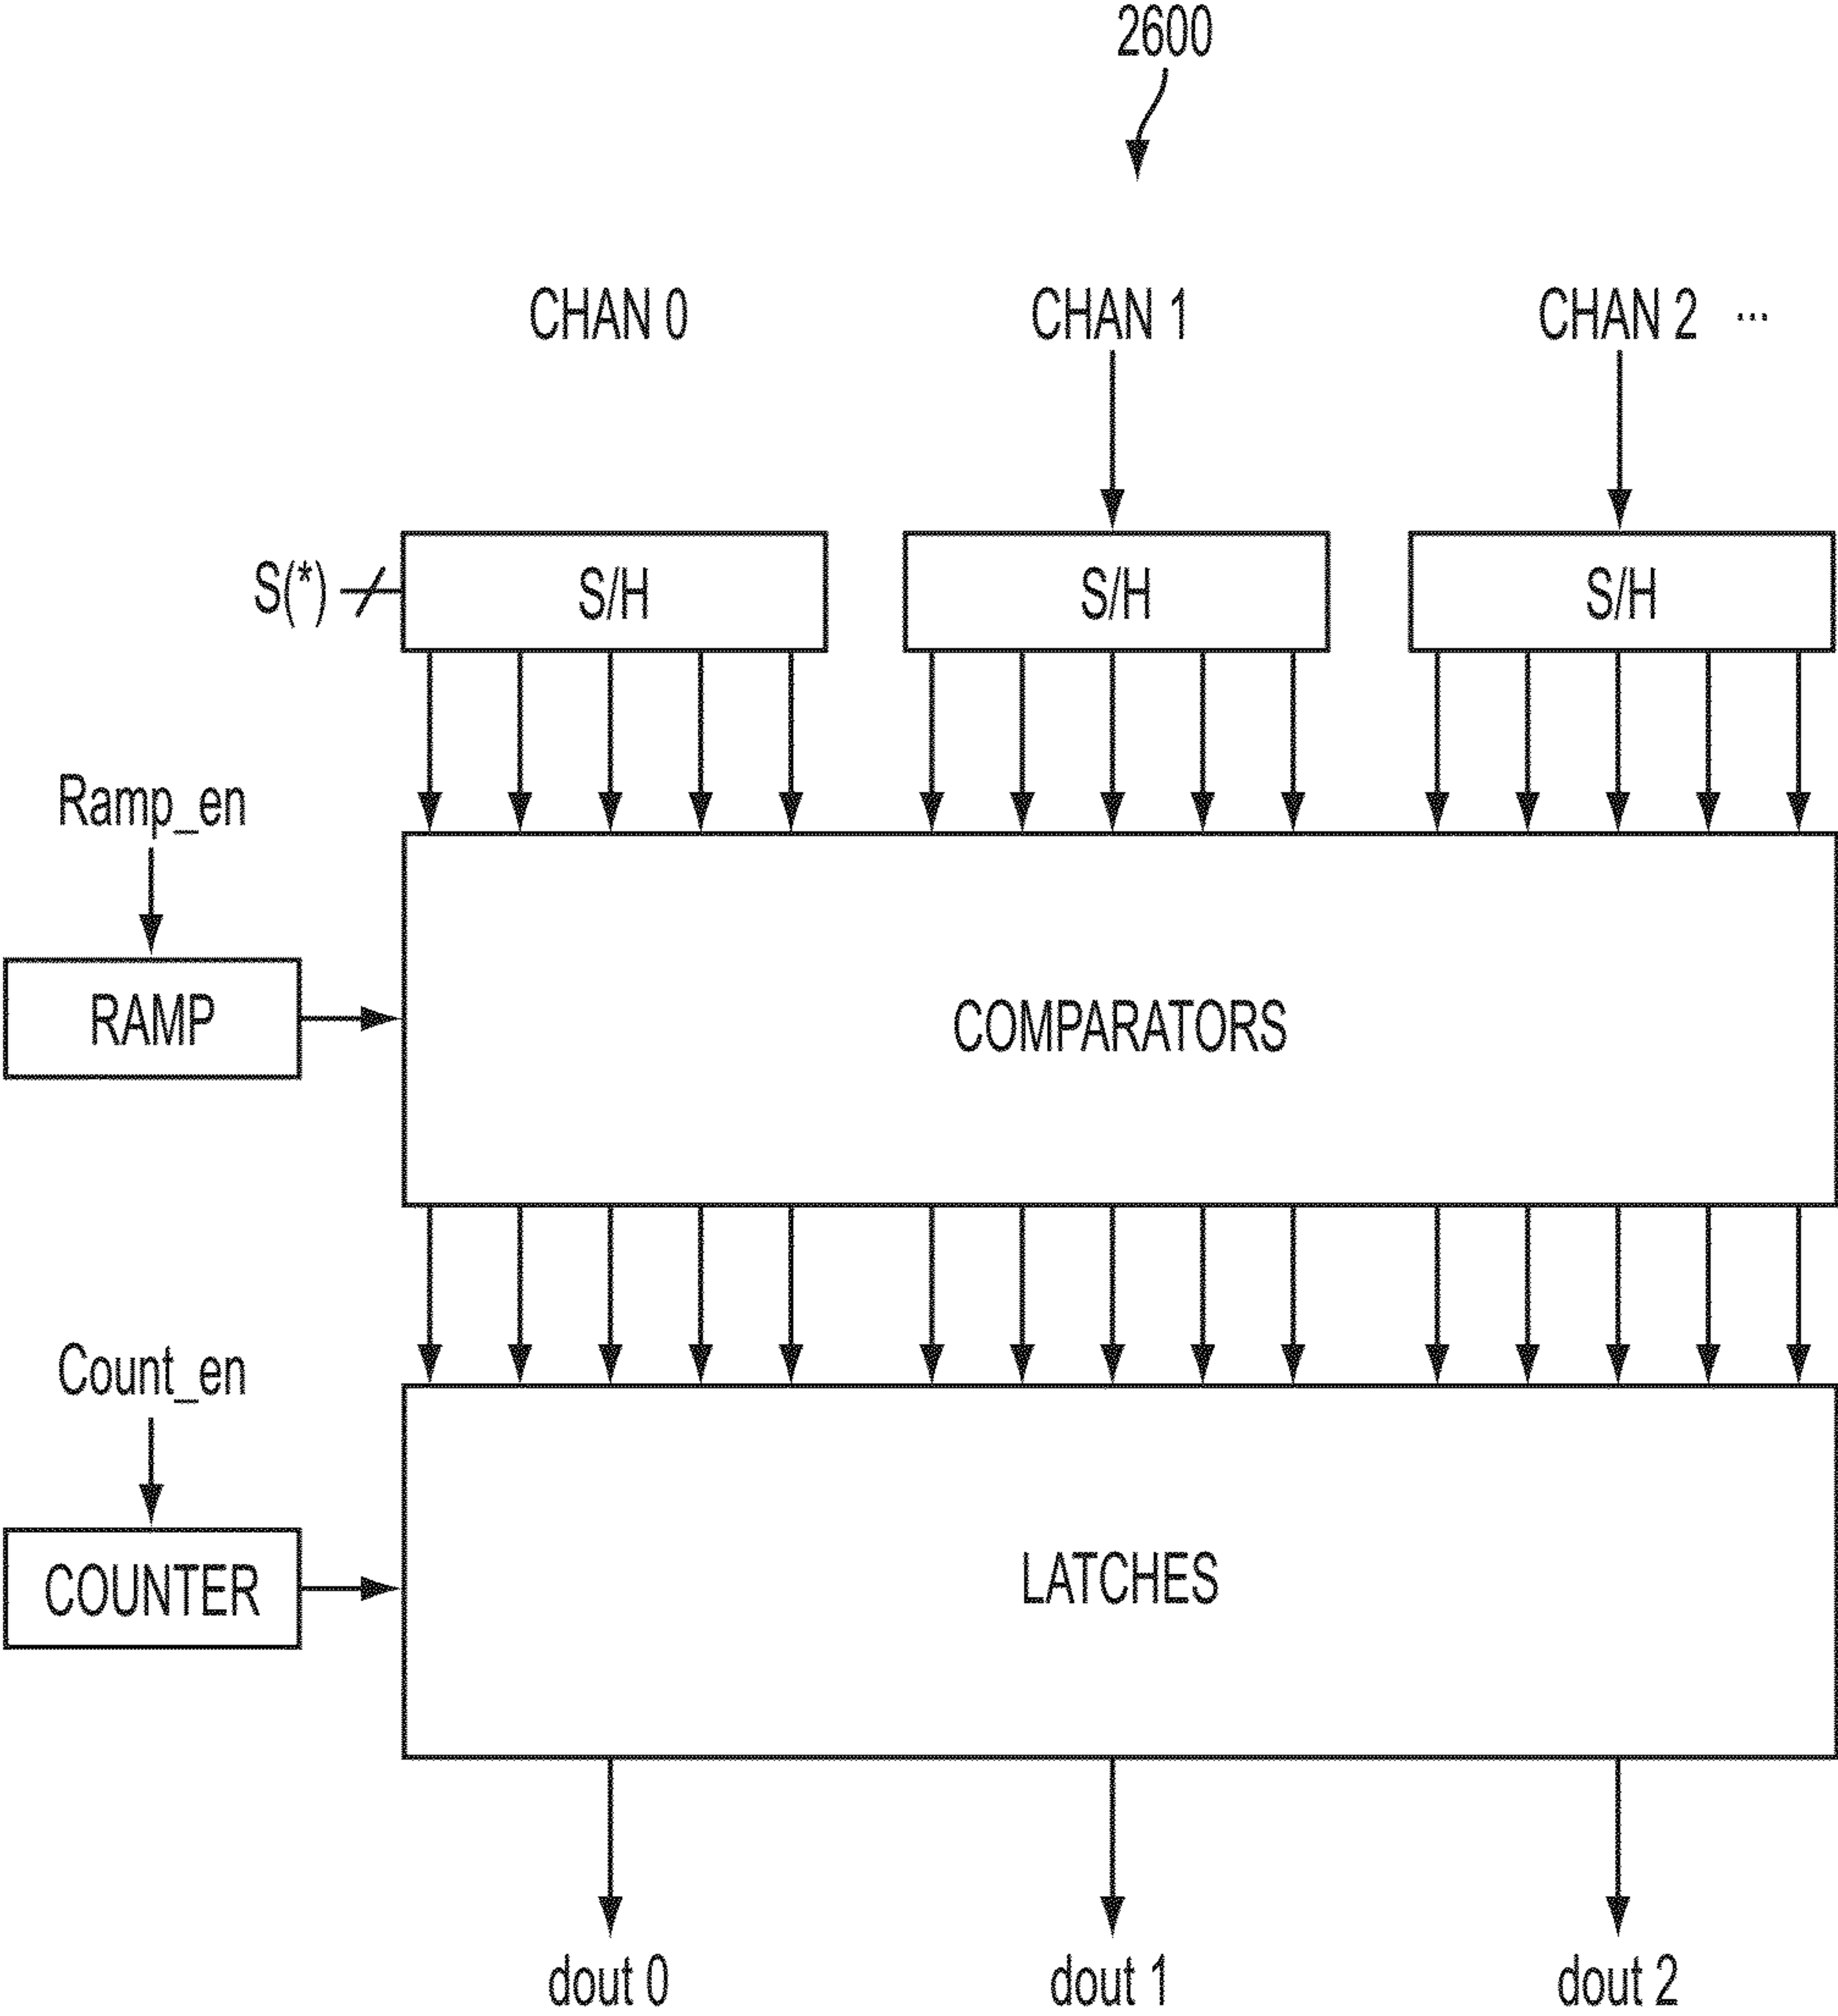 2600
CHAN 0 CHAN 1 CHAN 2 ...
S(*) S/H S/H S/H
Ramp_en
RAMP
COMPARATORS
Count_en
COUNTER
LATCHES
dout 0 dout 1 dout 2